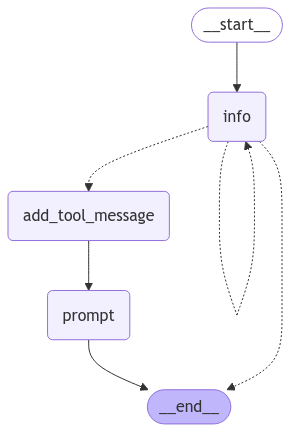 __start__
info
add_tool_message
prompt
__end__